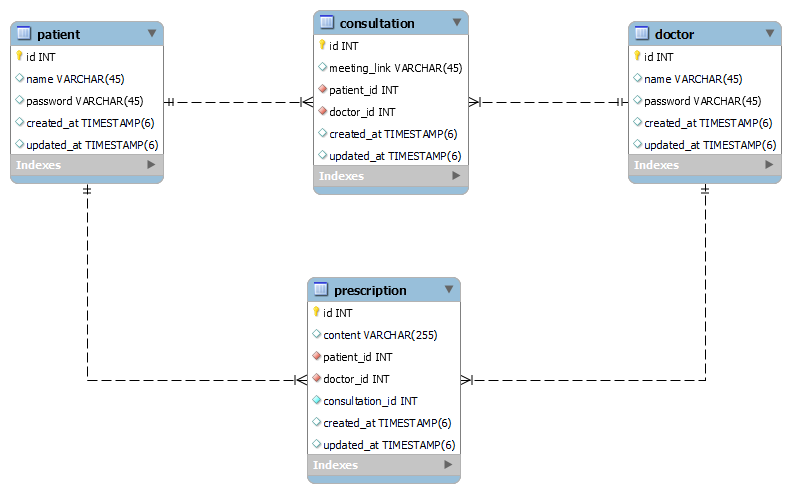 patient
id INT
name VARCHAR(45)
password VARCHAR(45)
created_at TIMESTAMP(6)
updated_at TIMESTAMP(6)
Indexes
consultation
id INT
meeting_link VARCHAR(45)
patient_id INT
doctor_id INT
created_at TIMESTAMP(6)
updated_at TIMESTAMP(6)
Indexes
doctor
id INT
name VARCHAR(45)
password VARCHAR(45)
created_at TIMESTAMP(6)
updated_at TIMESTAMP(6)
Indexes
prescription
id INT
content VARCHAR(255)
patient_id INT
doctor_id INT
consultation_id INT
created_at TIMESTAMP(6)
updated_at TIMESTAMP(6)
Indexes